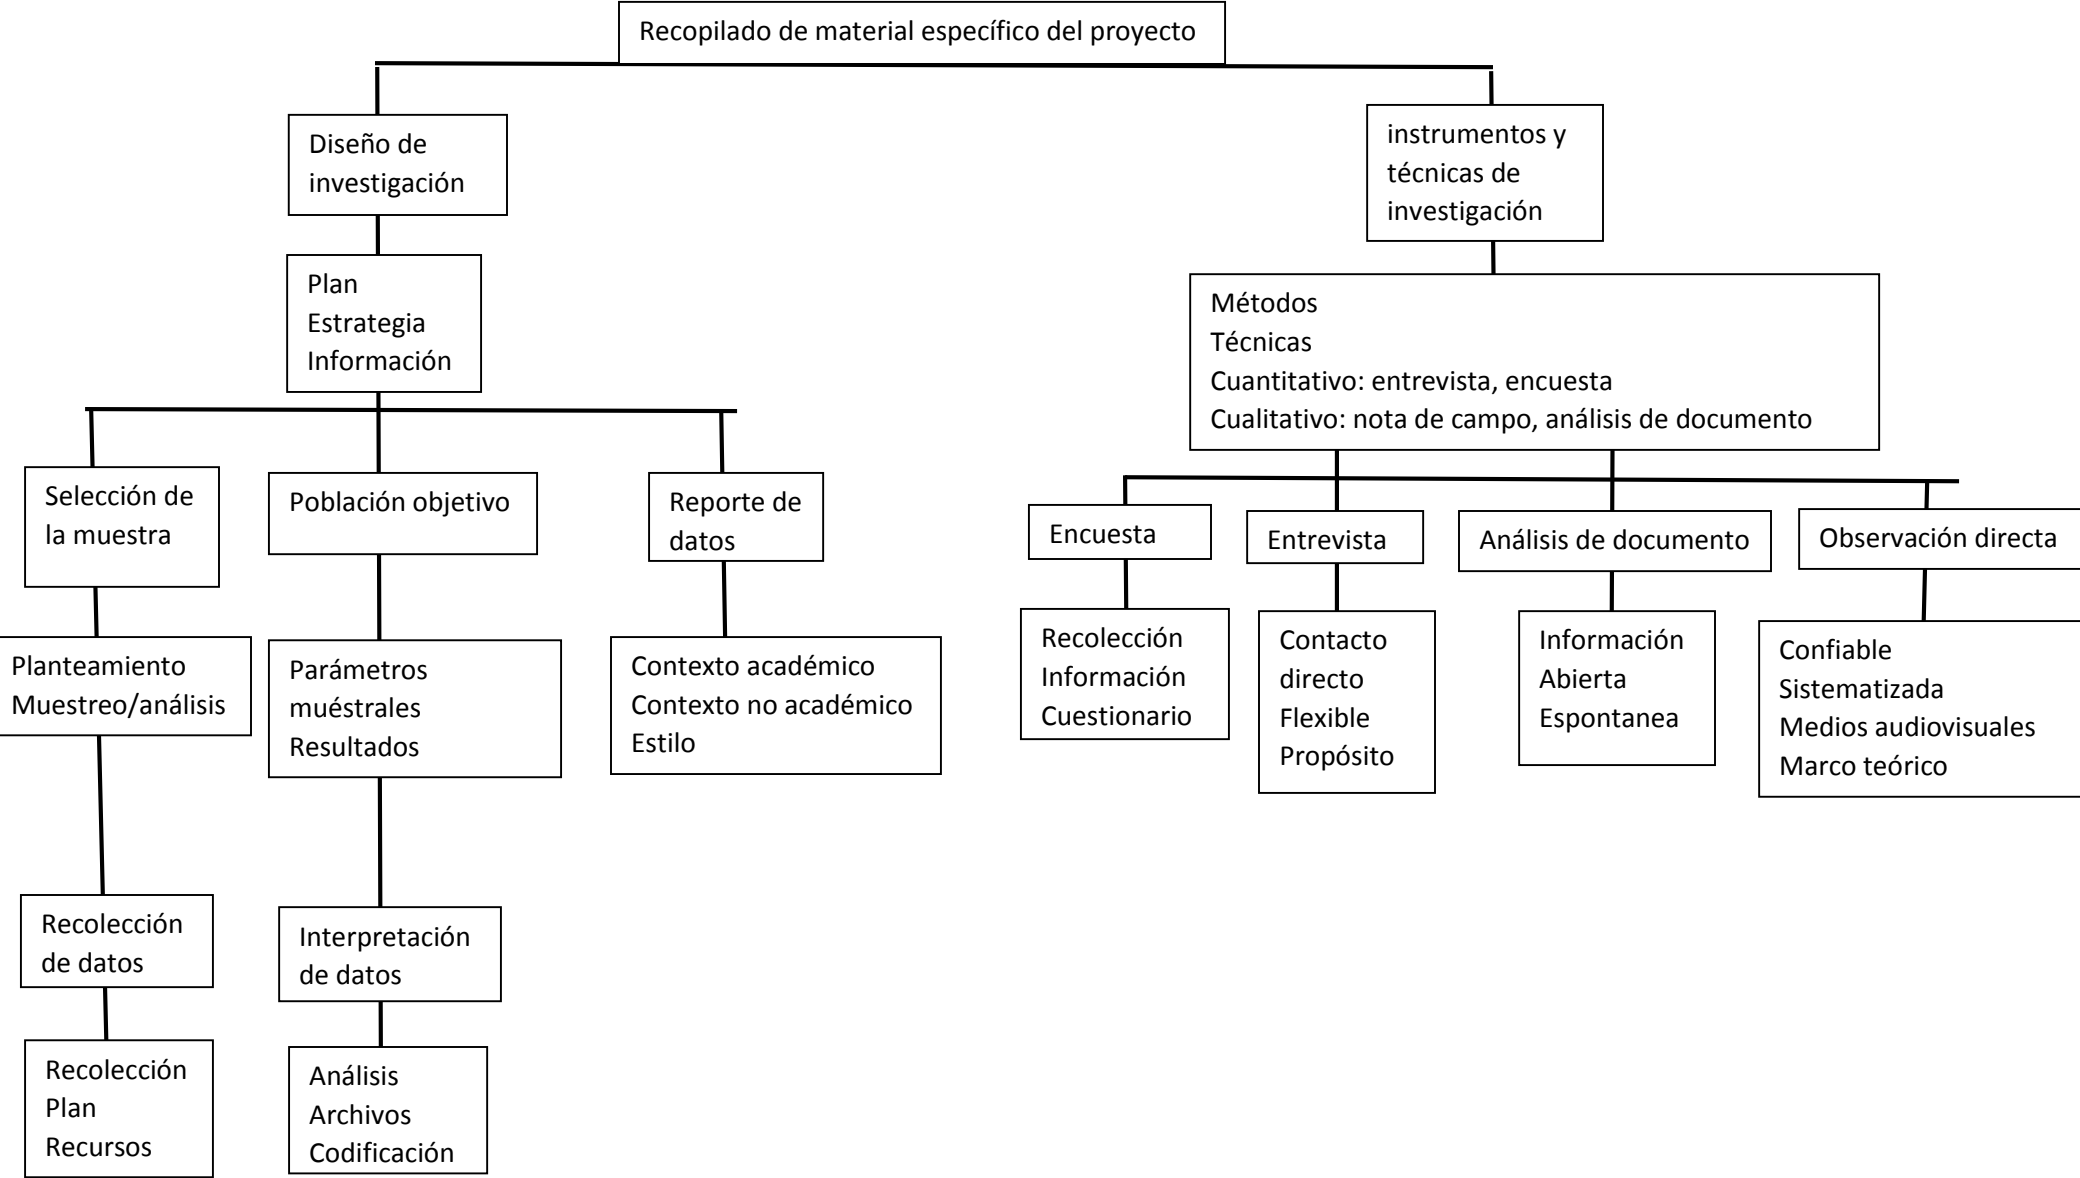 Recopilado de material específico del proyecto
Diseño de
investigación
instrumentos y
técnicas de
investigación
Plan
Estrategia
Información
Métodos
Técnicas
Cuantitativo: entrevista, encuesta
Cualitativo: nota de campo, análisis de documento
Selección de
la muestra
Población objetivo
Reporte de
datos
Encuesta
Entrevista
Análisis de documento
Observación directa
Planteamiento
Muestreo/análisis
Parámetros
muéstrales
Resultados
Contexto académico
Contexto no académico
Estilo
Recolección
Información
Cuestionario
Contacto
directo
Flexible
Propósito
Información
Abierta
Espontanea
Confiable
Sistematizada
Medios audiovisuales
Marco teórico
Recolección
de datos
Interpretación
de datos
Recolección
Plan
Recursos
Análisis
Archivos
Codificación